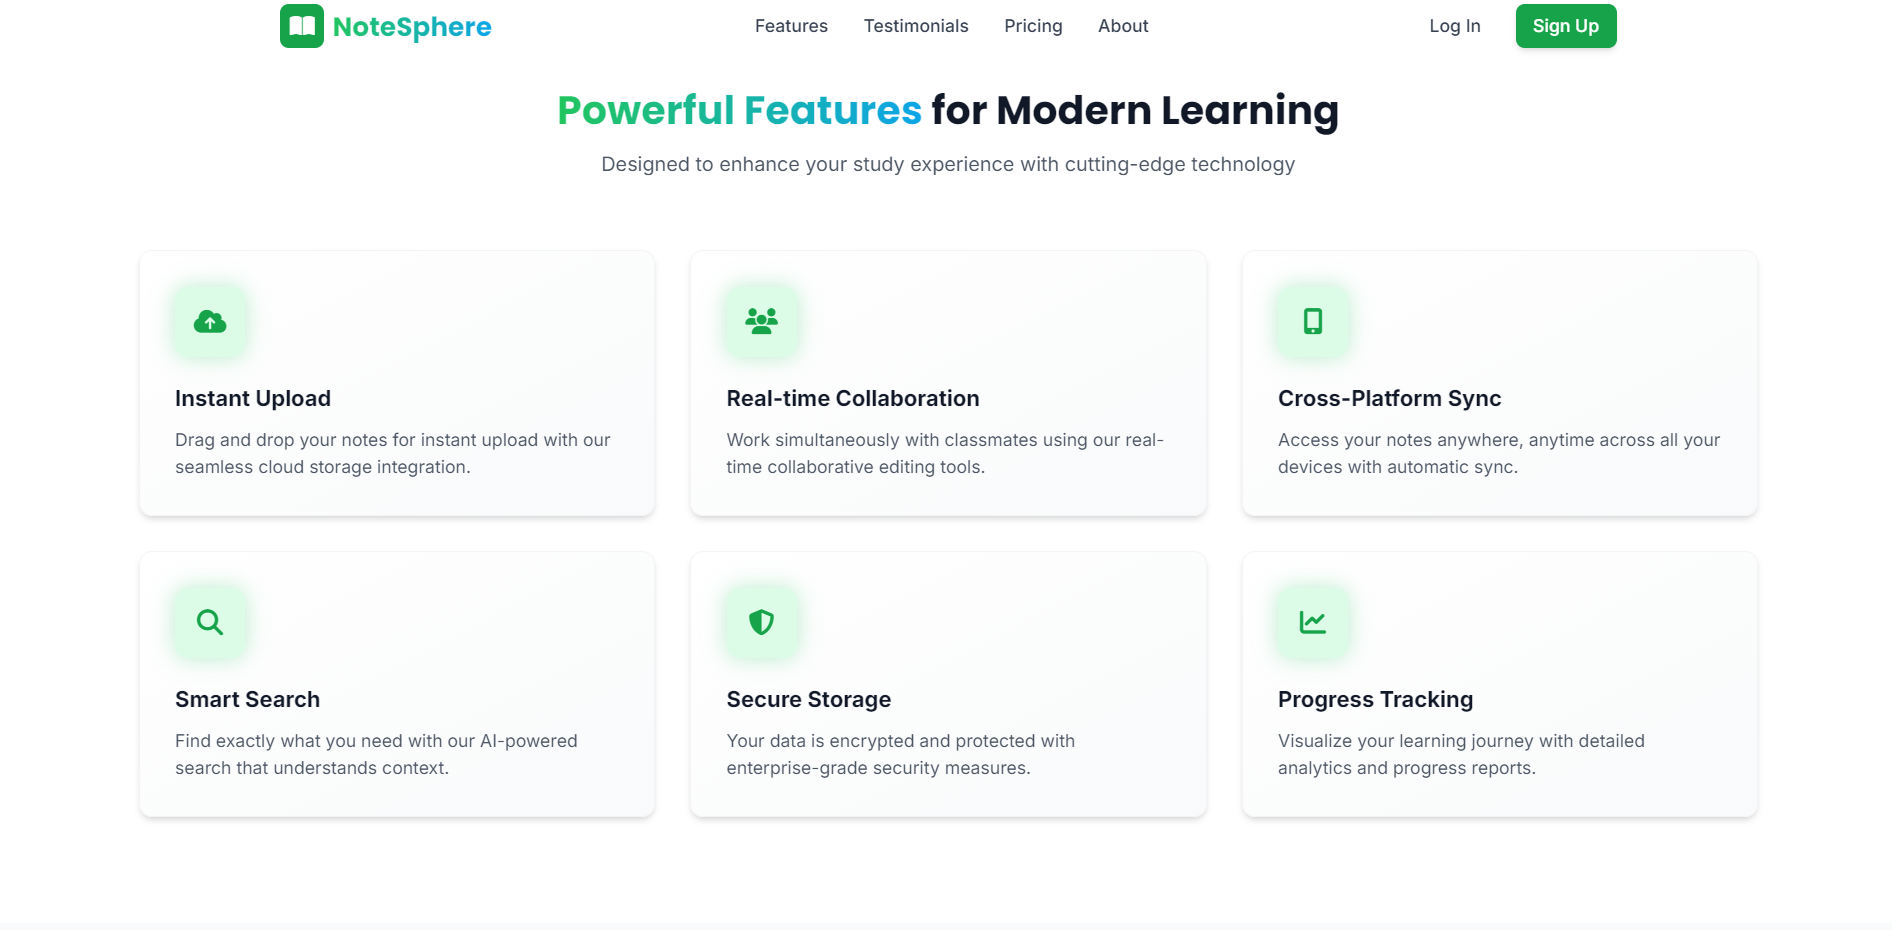 NoteSphere
Features
Testimonials
Pricing
About
Log In
Sign Up
Powerful Features for Modern Learning
Designed to enhance your study experience with cutting-edge technology
Instant Upload
Drag and drop your notes for instant upload with our
seamless cloud storage integration.
Real-time Collaboration
Work simultaneously with classmates using our real-
time collaborative editing tools.
Cross-Platform Sync
Access your notes anywhere, anytime across all your
devices with automatic sync.
Smart Search
Find exactly what you need with our AI-powered
search that understands context.
Secure Storage
Your data is encrypted and protected with
enterprise-grade security measures.
Progress Tracking
Visualize your learning journey with detailed
analytics and progress reports.